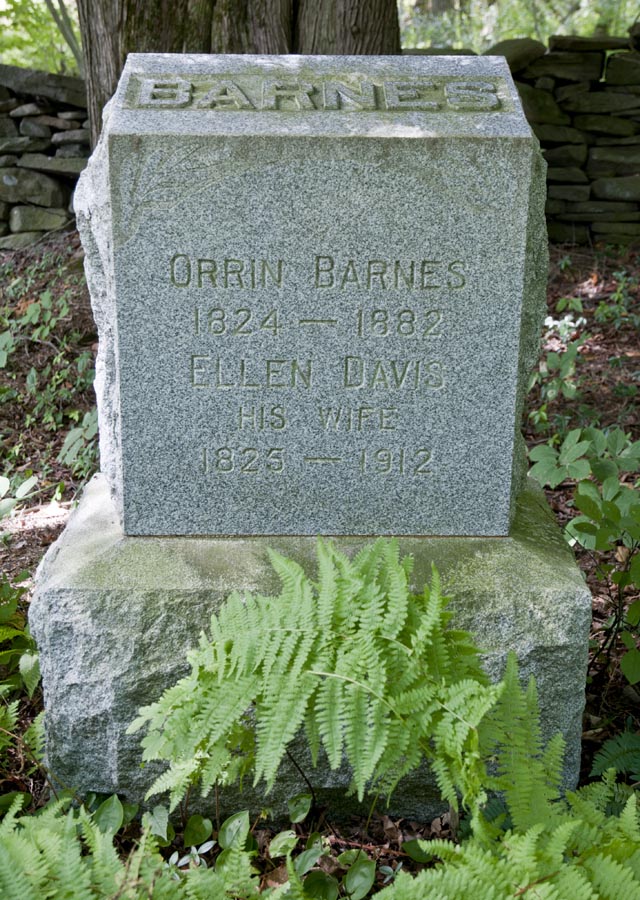 BARNES
ORRIN BARNES
1824 — 1882
ELLEN DAVIS
HIS WIFE
1825 — 1912